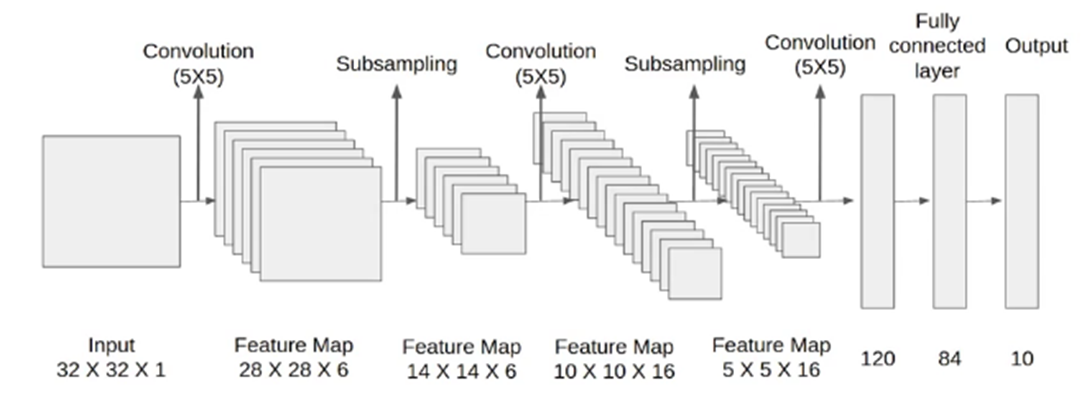 Convolution
(5X5)
Subsampling
Convolution
(5X5)
Subsampling
Convolution
(5X5)
Fully
connected
layer
Output
Input
32 X 32 X 1
Feature Map
28 X 28 X 6
Feature Map
14 X 14 X 6
Feature Map
10 X 10 X 16
Feature Map
5 X 5 X 16
120
84
10